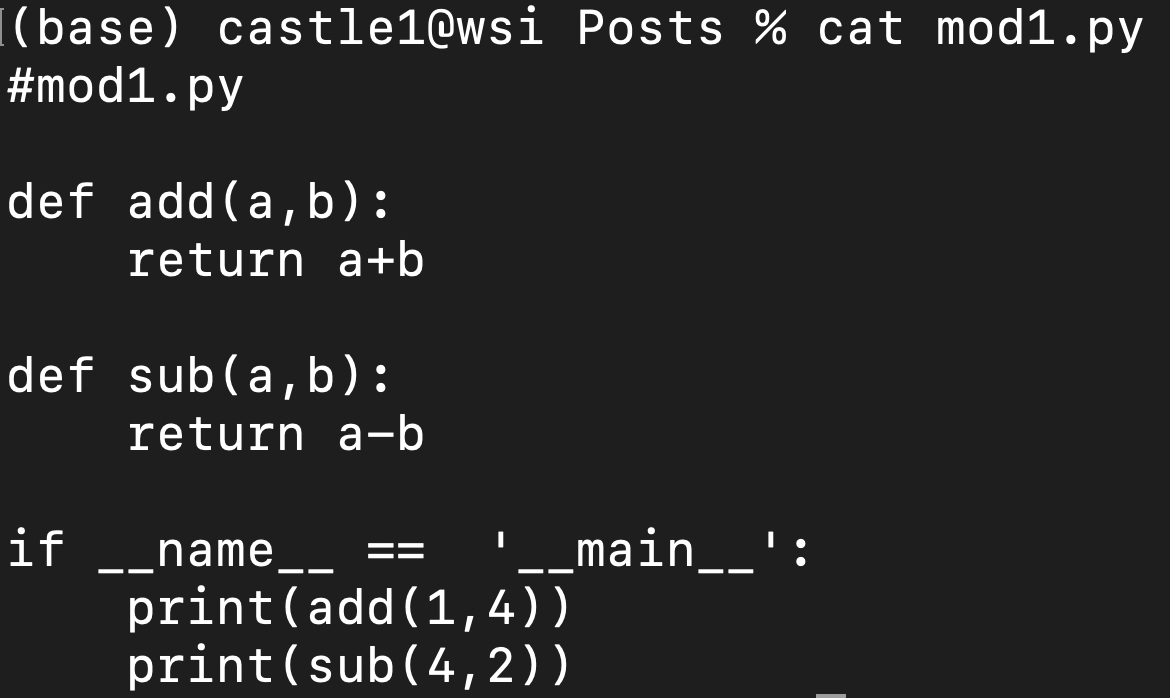 (base) castle1@wsi Posts % cat mod1.py
#mod1.py
def add(a,b):
    return a+b
def sub(a,b):
    return a-b
if __name__ ==  '__main__':
    print(add(1,4))
    print(sub(4,2))